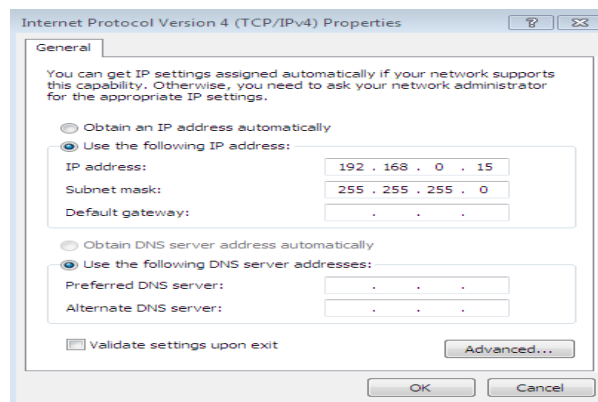 Internet Protocol Version 4 (TCP/IPv4) Properties
General
You can get IP settings assigned automatically if your network supports
this capability. Otherwise, you need to ask your network administrator
for the appropriate IP settings.
Obtain an IP address automatically
Use the following IP address:
IP address: 192 . 168 . 0 . 15
Subnet mask: 255 . 255 . 255 . 0
Default gateway: . . .
Obtain DNS server address automatically
Use the following DNS server addresses:
Preferred DNS server: . . .
Alternate DNS server: . . .
Validate settings upon exit
Advanced...
OK Cancel